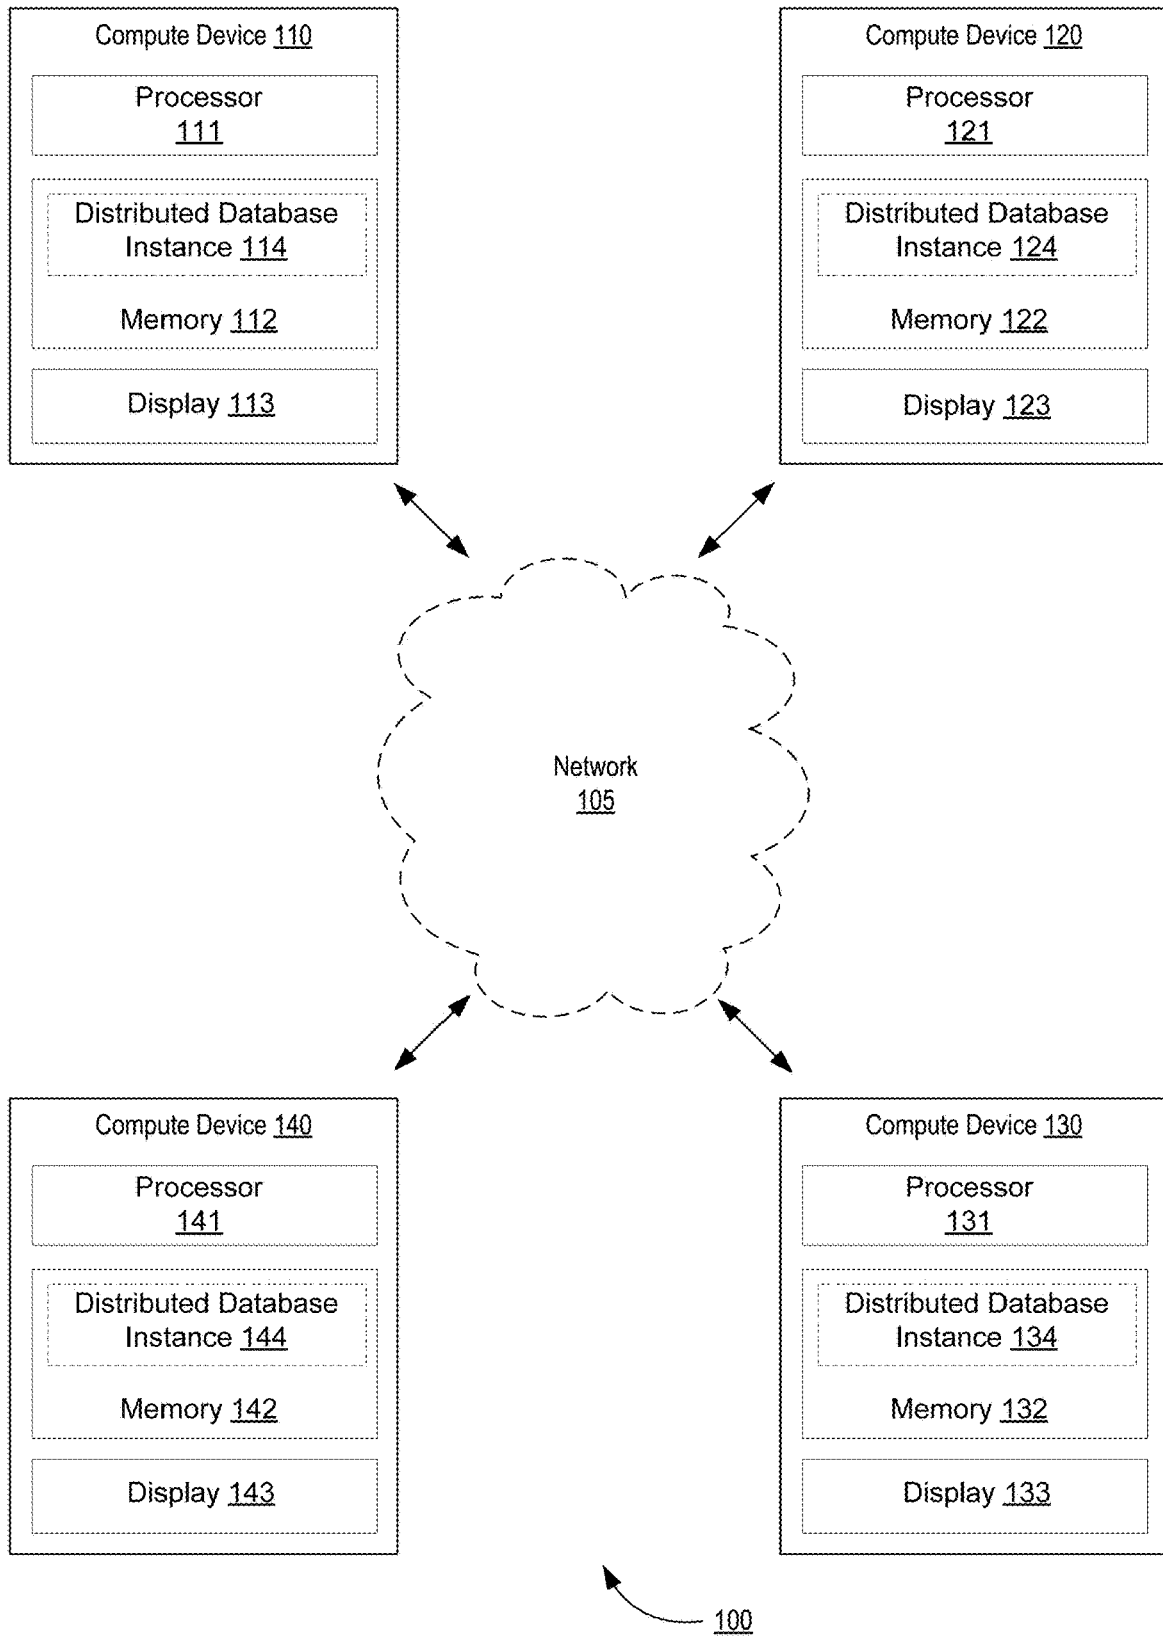 Compute Device 110
Processor
111
Distributed Database
Instance 114
Memory 112
Display 113
Compute Device 120
Processor
121
Distributed Database
Instance 124
Memory 122
Display 123
Network
105
Compute Device 140
Processor
141
Distributed Database
Instance 144
Memory 142
Display 143
Compute Device 130
Processor
131
Distributed Database
Instance 134
Memory 132
Display 133
100